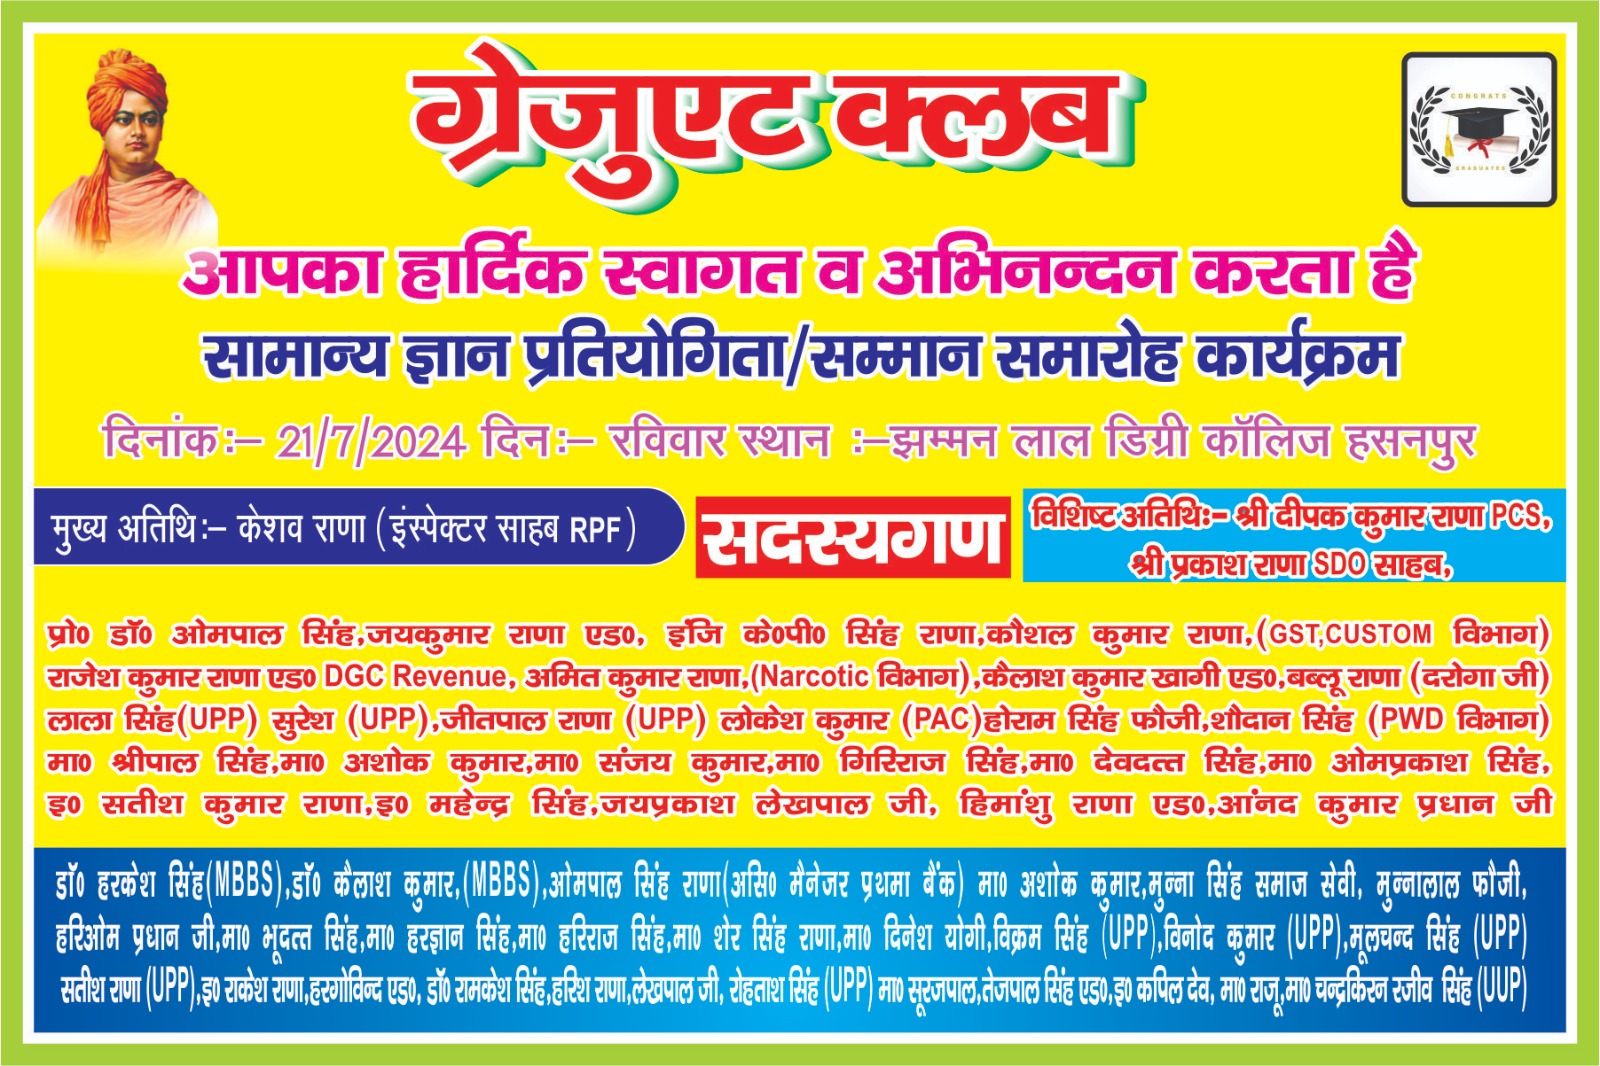 ग्रेजुएट क्लब
CONGRATS
GRADUATES
आपका हार्दिक स्वागत व अभिनन्दन करता है
सामान्य ज्ञान प्रतियोगिता/सम्मान समारोह कार्यक्रम
दिनांक:– 21/7/2024 दिन:– रविवार स्थान :–झम्मन लाल डिग्री कॉलिज हसनपुर
मुख्य अतिथि:– केशव राणा (इंस्पेक्टर साहब RPF)
सदस्यगण
विशिष्ट अतिथि:– श्री दीपक कुमार राणा PCS,
श्री प्रकाश राणा SDO साहब,
प्रो० डॉ० ओमपाल सिंह,जयकुमार राणा एड०, इंजि के०पी० सिंह राणा,कौशल कुमार राणा,(GST,CUSTOM विभाग)
राजेश कुमार राणा एड० DGC Revenue, अमित कुमार राणा,(Narcotic विभाग),कैलाश कुमार खागी एड०,बब्लू राणा (दरोगा जी)
लाला सिंह(UPP) सुरेश (UPP),जीतपाल राणा (UPP) लोकेश कुमार (PAC)होराम सिंह फौजी,शौदान सिंह (PWD विभाग)
मा० श्रीपाल सिंह,मा० अशोक कुमार,मा० संजय कुमार,मा० गिरिराज सिंह,मा० देवदत्त सिंह,मा० ओमप्रकाश सिंह,
इ० सतीश कुमार राणा,इ० महेन्द्र सिंह,जयप्रकाश लेखपाल जी, हिमांशु राणा एड०,आंनद कुमार प्रधान जी
डॉ० हरकेश सिंह(MBBS),डॉ० कैलाश कुमार,(MBBS),ओमपाल सिंह राणा(असि० मैनेजर प्रथमा बैंक) मा० अशोक कुमार,मुन्ना सिंह समाज सेवी, मुन्नालाल फौजी,
हरिओम प्रधान जी,मा० भूदत्त सिंह,मा० हरज्ञान सिंह,मा० हरिराज सिंह,मा० शेर सिंह राणा,मा० दिनेश योगी,विक्रम सिंह (UPP),विनोद कुमार (UPP),मूलचन्द सिंह (UPP)
सतीश राणा (UPP),इ० राकेश राणा,हरगोविन्द एड०, डॉ० रामकेश सिंह,हरिश राणा,लेखपाल जी, रोहताश सिंह (UPP) मा० सूरजपाल,तेजपाल सिंह एड०,इ० कपिल देव, मा० राजू,मा० चन्द्रकिरन रजीव सिंह (UUP)